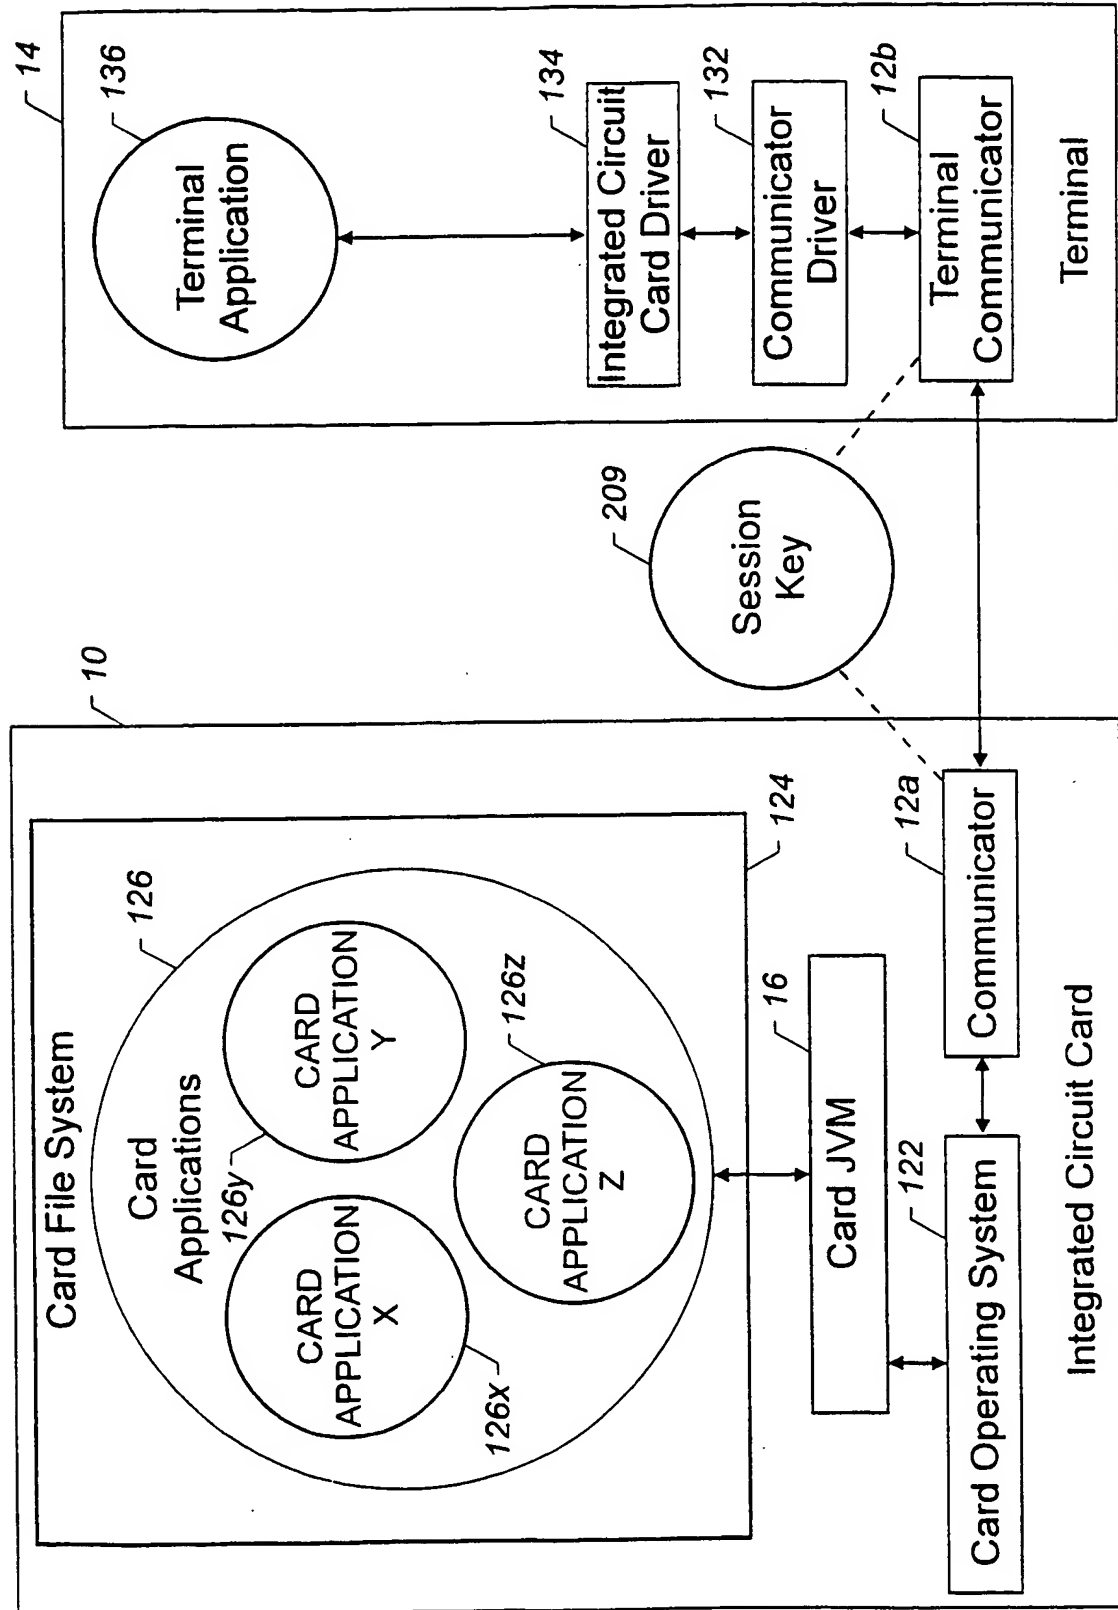 10
Card File System
Card
Applications
126
CARD
APPLICATION
X
126x
CARD
APPLICATION
Y
126y
CARD
APPLICATION
Z
126z
124
Card JVM
16
Card Operating System
122
Communicator
12a
Integrated Circuit Card
Session
Key
209
14
Terminal
Application
136
Integrated Circuit
Card Driver
134
Communicator
Driver
132
Terminal
Communicator
12b
Terminal